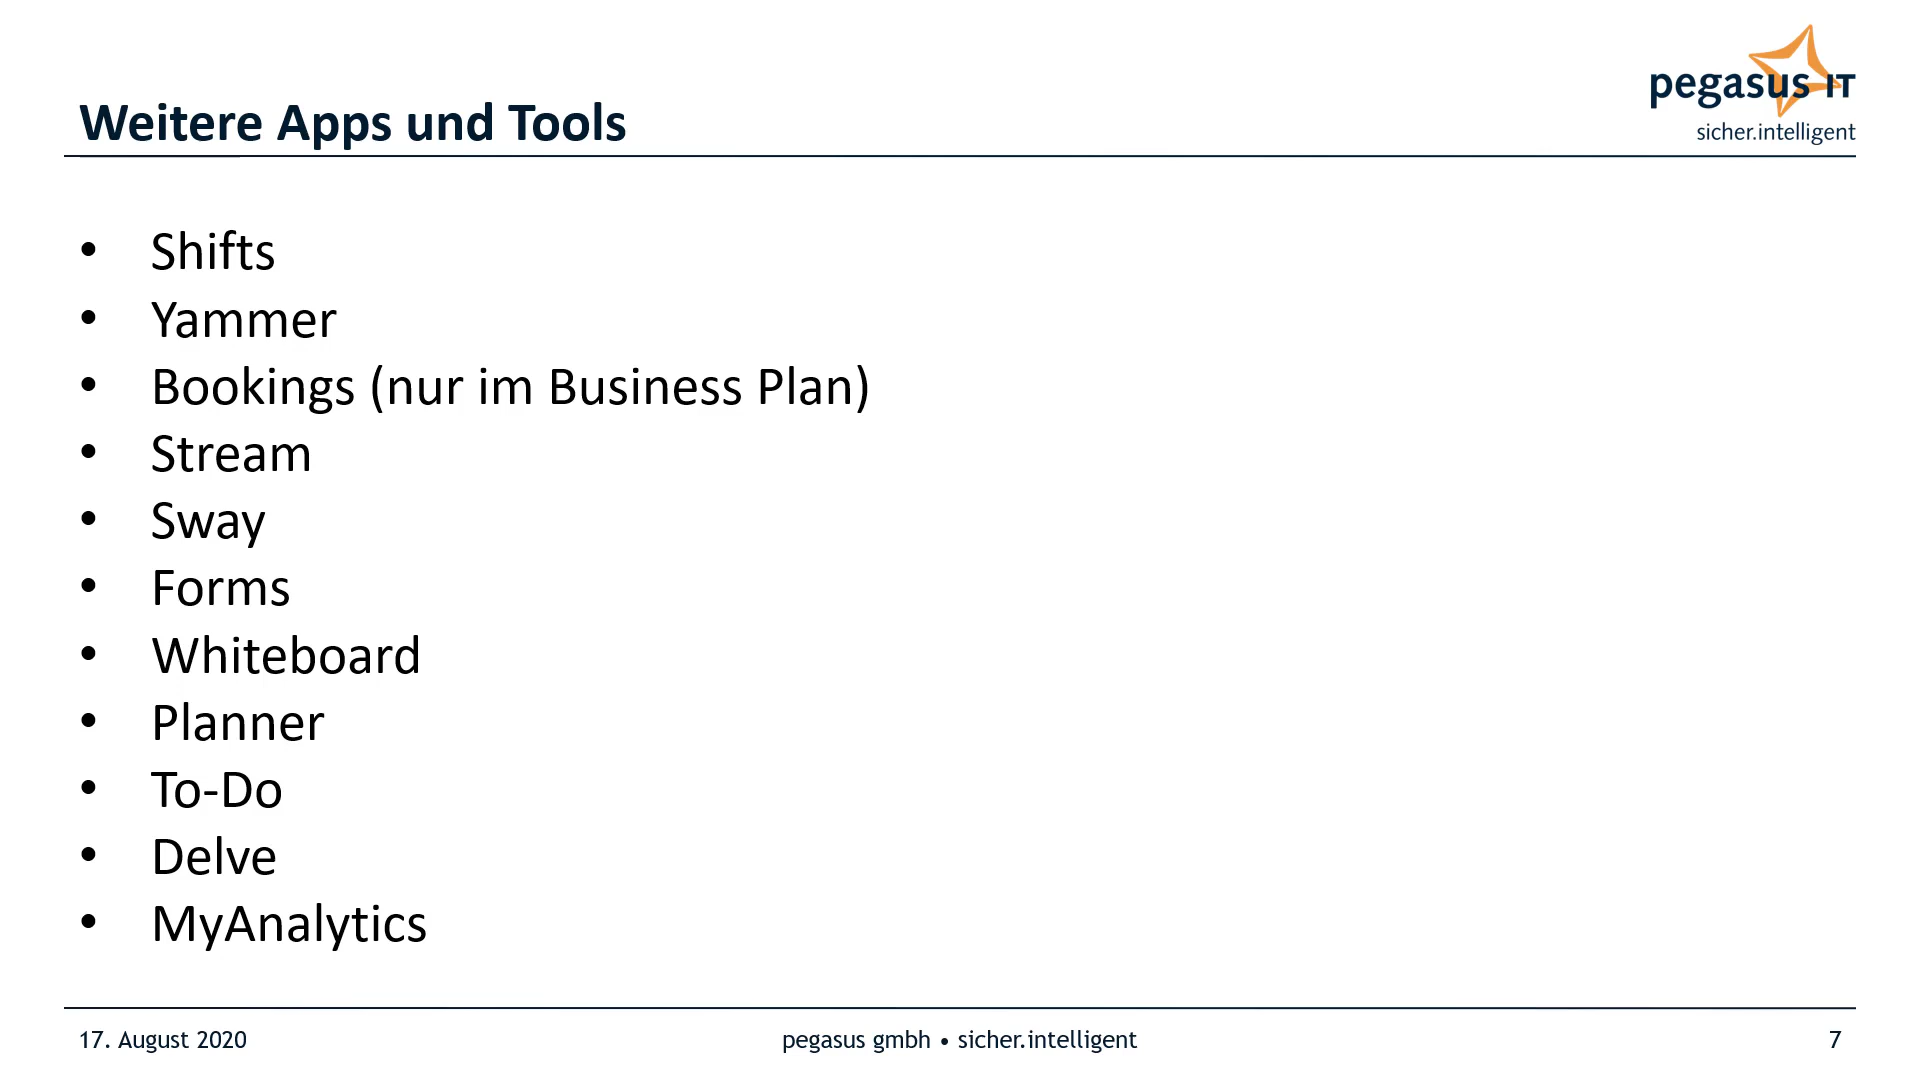 pegasus IT
sicher.intelligent
Weitere Apps und Tools
• Shifts
• Yammer
• Bookings (nur im Business Plan)
• Stream
• Sway
• Forms
• Whiteboard
• Planner
• To-Do
• Delve
• MyAnalytics
17. August 2020
pegasus gmbh • sicher.intelligent
7